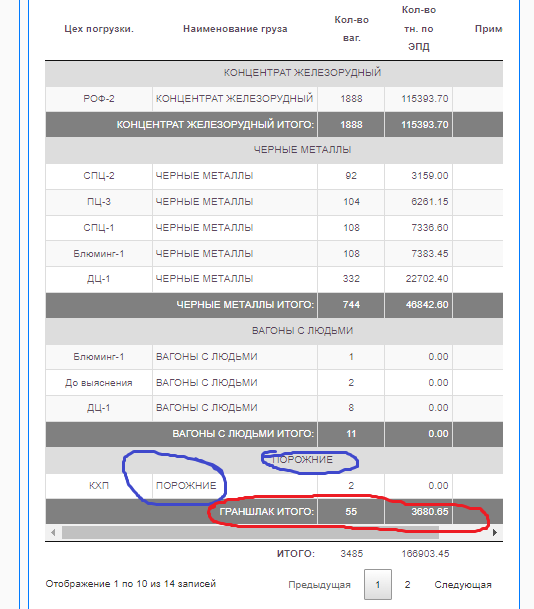 Цех погрузки. Наименование груза Кол-во ваг. Кол-во тн. по ЭПД Прим
КОНЦЕНТРАТ ЖЕЛЕЗОРУДНЫЙ
РОФ-2 КОНЦЕНТРАТ ЖЕЛЕЗОРУДНЫЙ 1888 115393.70
КОНЦЕНТРАТ ЖЕЛЕЗОРУДНЫЙ ИТОГО: 1888 115393.70
ЧЕРНЫЕ МЕТАЛЛЫ
СПЦ-2 ЧЕРНЫЕ МЕТАЛЛЫ 92 3159.00
ПЦ-3 ЧЕРНЫЕ МЕТАЛЛЫ 104 6261.15
СПЦ-1 ЧЕРНЫЕ МЕТАЛЛЫ 108 7336.60
Блюминг-1 ЧЕРНЫЕ МЕТАЛЛЫ 108 7383.45
ДЦ-1 ЧЕРНЫЕ МЕТАЛЛЫ 332 22702.40
ЧЕРНЫЕ МЕТАЛЛЫ ИТОГО: 744 46842.60
ВАГОНЫ С ЛЮДЬМИ
Блюминг-1 ВАГОНЫ С ЛЮДЬМИ 1 0.00
До выяснения ВАГОНЫ С ЛЮДЬМИ 2 0.00
ДЦ-1 ВАГОНЫ С ЛЮДЬМИ 8 0.00
ВАГОНЫ С ЛЮДЬМИ ИТОГО: 11 0.00
ПОРОЖНИЕ
КХП ПОРОЖНИЕ 2 0.00
ГРАНШЛАК ИТОГО: 55 3680.65
ИТОГО: 3485 166903.45
Отображение 1 по 10 из 14 записей Предыдущая 1 2 Следующая